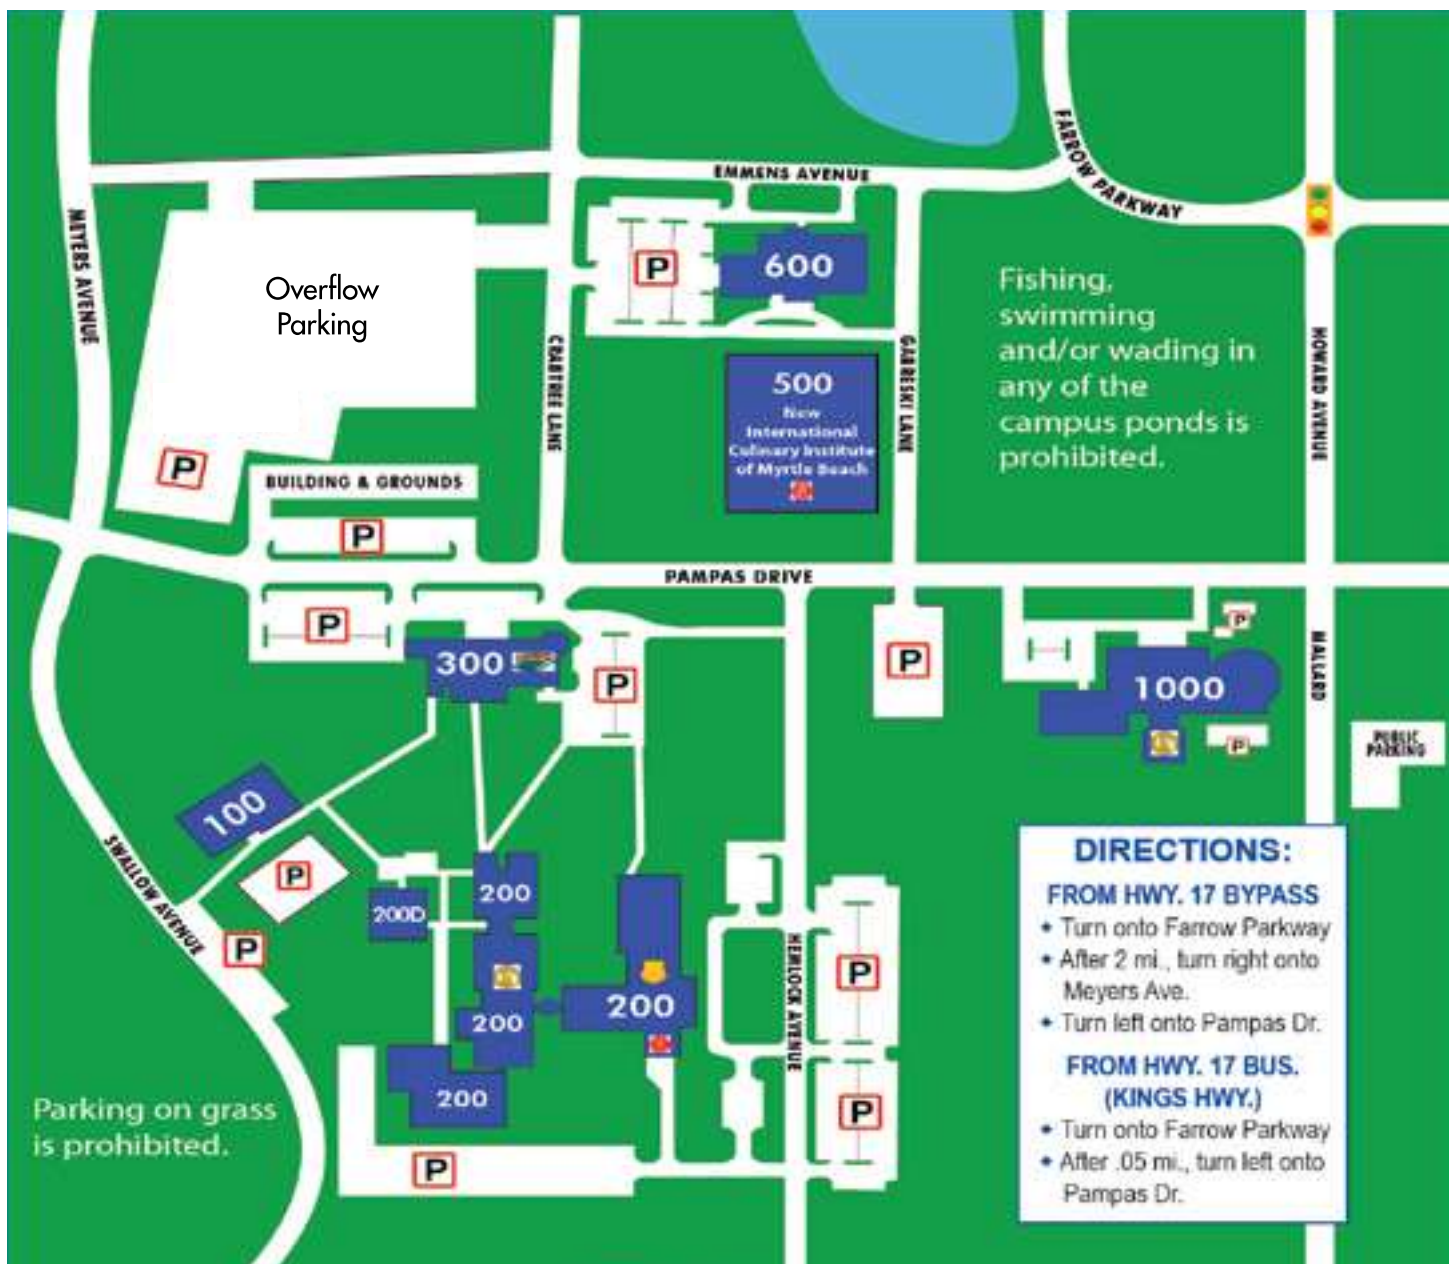 EMMENS AVENUE
FARROW PARKWAY
MEYERS AVENUE
Overflow
Parking
P
600
Fishing,
swimming
and/or wading in
any of the
campus ponds is
prohibited.
CRABTREE LANE
GABRESKI LANE
HOWARD AVENUE
500
New
International
Culinary Institute
of Myrtle Beach
P
BUILDING & GROUNDS
P
PAMPAS DRIVE
P
300
P
P
P
1000
P
MALLARD
PUBLIC
PARKING
100
P
SWALLOW AVENUE
P
200
200D
200
200
200
HEMLOCK AVENUE
P
P
P
Parking on grass
is prohibited.
DIRECTIONS:
FROM HWY. 17 BYPASS
• Turn onto Farrow Parkway
• After 2 mi., turn right onto
Meyers Ave.
• Turn left onto Pampas Dr.
FROM HWY. 17 BUS.
(KINGS HWY.)
• Turn onto Farrow Parkway
• After .05 mi., turn left onto
Pampas Dr.